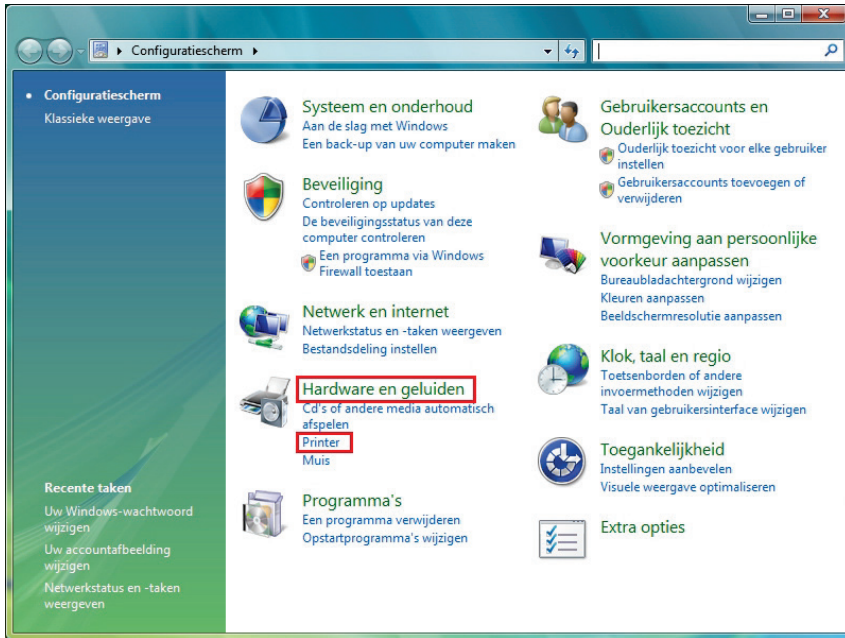 Configuratiescherm
Configuratiescherm
Klassieke weergave
Recente taken
Uw Windows-wachtwoord
wijzigen
Uw accountafbeelding
wijzigen
Netwerkstatus en -taken
weergeven
Systeem en onderhoud
Aan de slag met Windows
Een back-up van uw computer maken
Beveiliging
Controleren op updates
De beveiligingsstatus van deze
computer controleren
Een programma via Windows
Firewall toestaan
Netwerk en internet
Netwerkstatus en -taken weergeven
Bestandsdeling instellen
Hardware en geluiden
Cd's of andere media automatisch
afspelen
Printer
Muis
Programma's
Een programma verwijderen
Opstartprogramma's wijzigen
Gebruikersaccounts en
Ouderlijk toezicht
Ouderlijk toezicht voor elke gebruiker
instellen
Gebruikersaccounts toevoegen of
verwijderen
Vormgeving aan persoonlijke
voorkeur aanpassen
Bureaubladachtergrond wijzigen
Kleuren aanpassen
Beeldschermresolutie aanpassen
Klok, taal en regio
Toetsenborden of andere
invoermethoden wijzigen
Taal van gebruikersinterface wijzigen
Toegankelijkheid
Instellingen aanbevelen
Visuele weergave optimaliseren
Extra opties